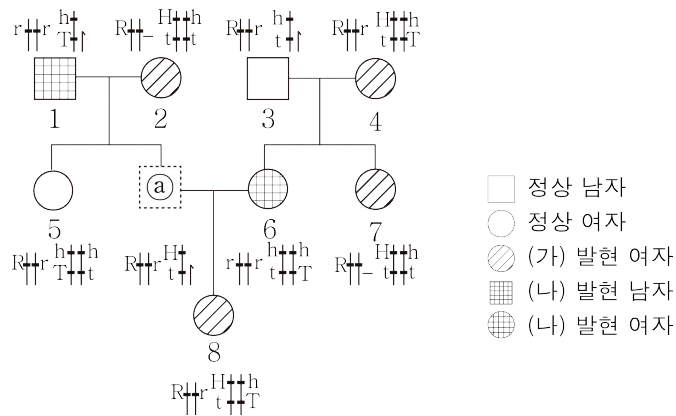 r r h T R – H h t t R r h t R r H h t T
1 2 3 4
ⓐ
5 6 7
R r h h T t R r H t r r h h t T R – H h t t
8
R r H h t T
정상 남자
정상 여자
(가) 발현 여자
(나) 발현 남자
(나) 발현 여자